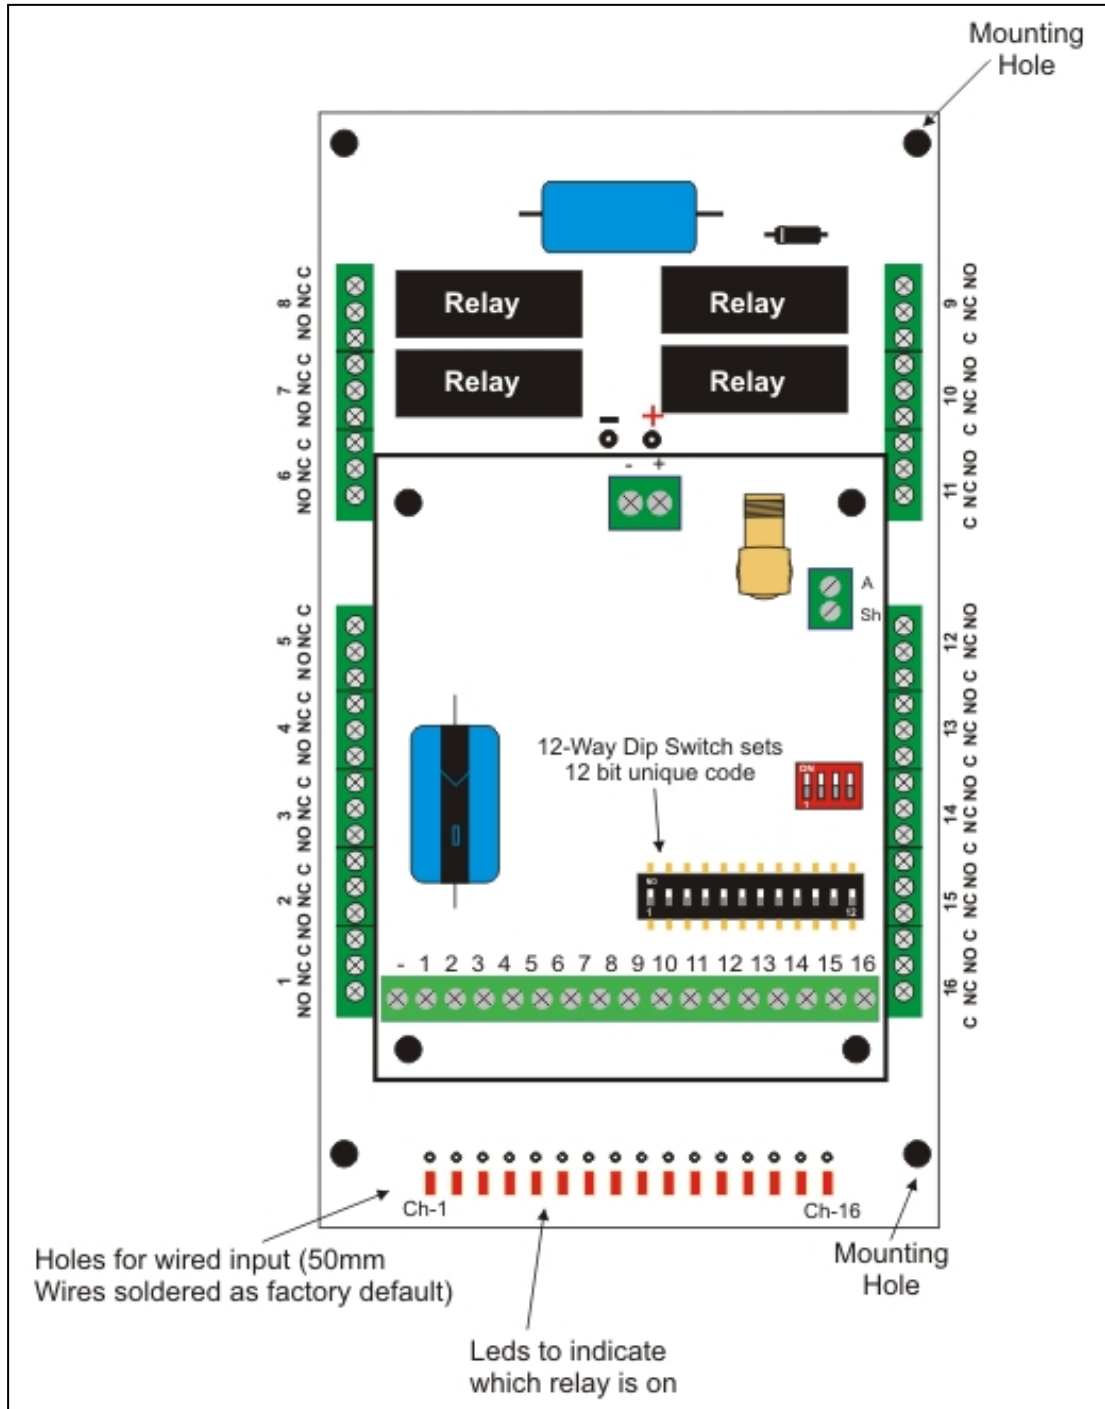 Mounting
Hole
Relay
Relay
Relay
Relay
- +
- +
8
NO NC C
7
NO NC C
6
NO NC C
5
NO NC C
4
NO NC C
3
NO NC C
2
NO NC C
1
NO NC C
9
C NC NO
10
C NC NO
11
C NC NO
12
C NC NO
13
C NC NO
14
C NC NO
15
C NC NO
16
C NC NO
A
Sh
12-Way Dip Switch sets
12 bit unique code
ON
1
NO
1 12
- 1 2 3 4 5 6 7 8 9 10 11 12 13 14 15 16
Ch-1
Ch-16
Holes for wired input (50mm
Wires soldered as factory default)
Mounting
Hole
Leds to indicate
which relay is on